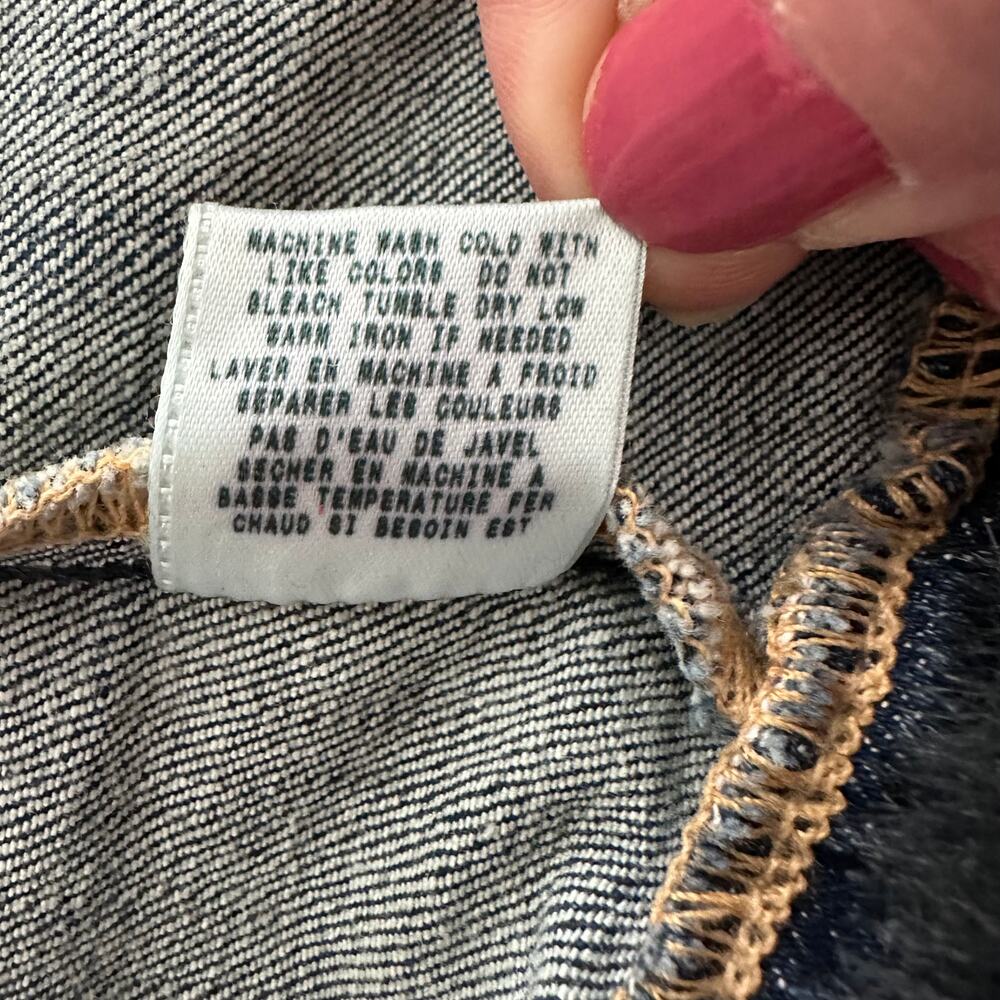 MACHINE WASH COLD WITH
LIKE COLORS DO NOT
BLEACH TUMBLE DRY LOW
WARM IRON IF NEEDED
LAVER EN MACHINE A FROID
SEPARER LES COULEURS
PAS D'EAU DE JAVEL
SECHER EN MACHINE A
BASSE TEMPERATURE FER
CHAUD SI BESOIN EST